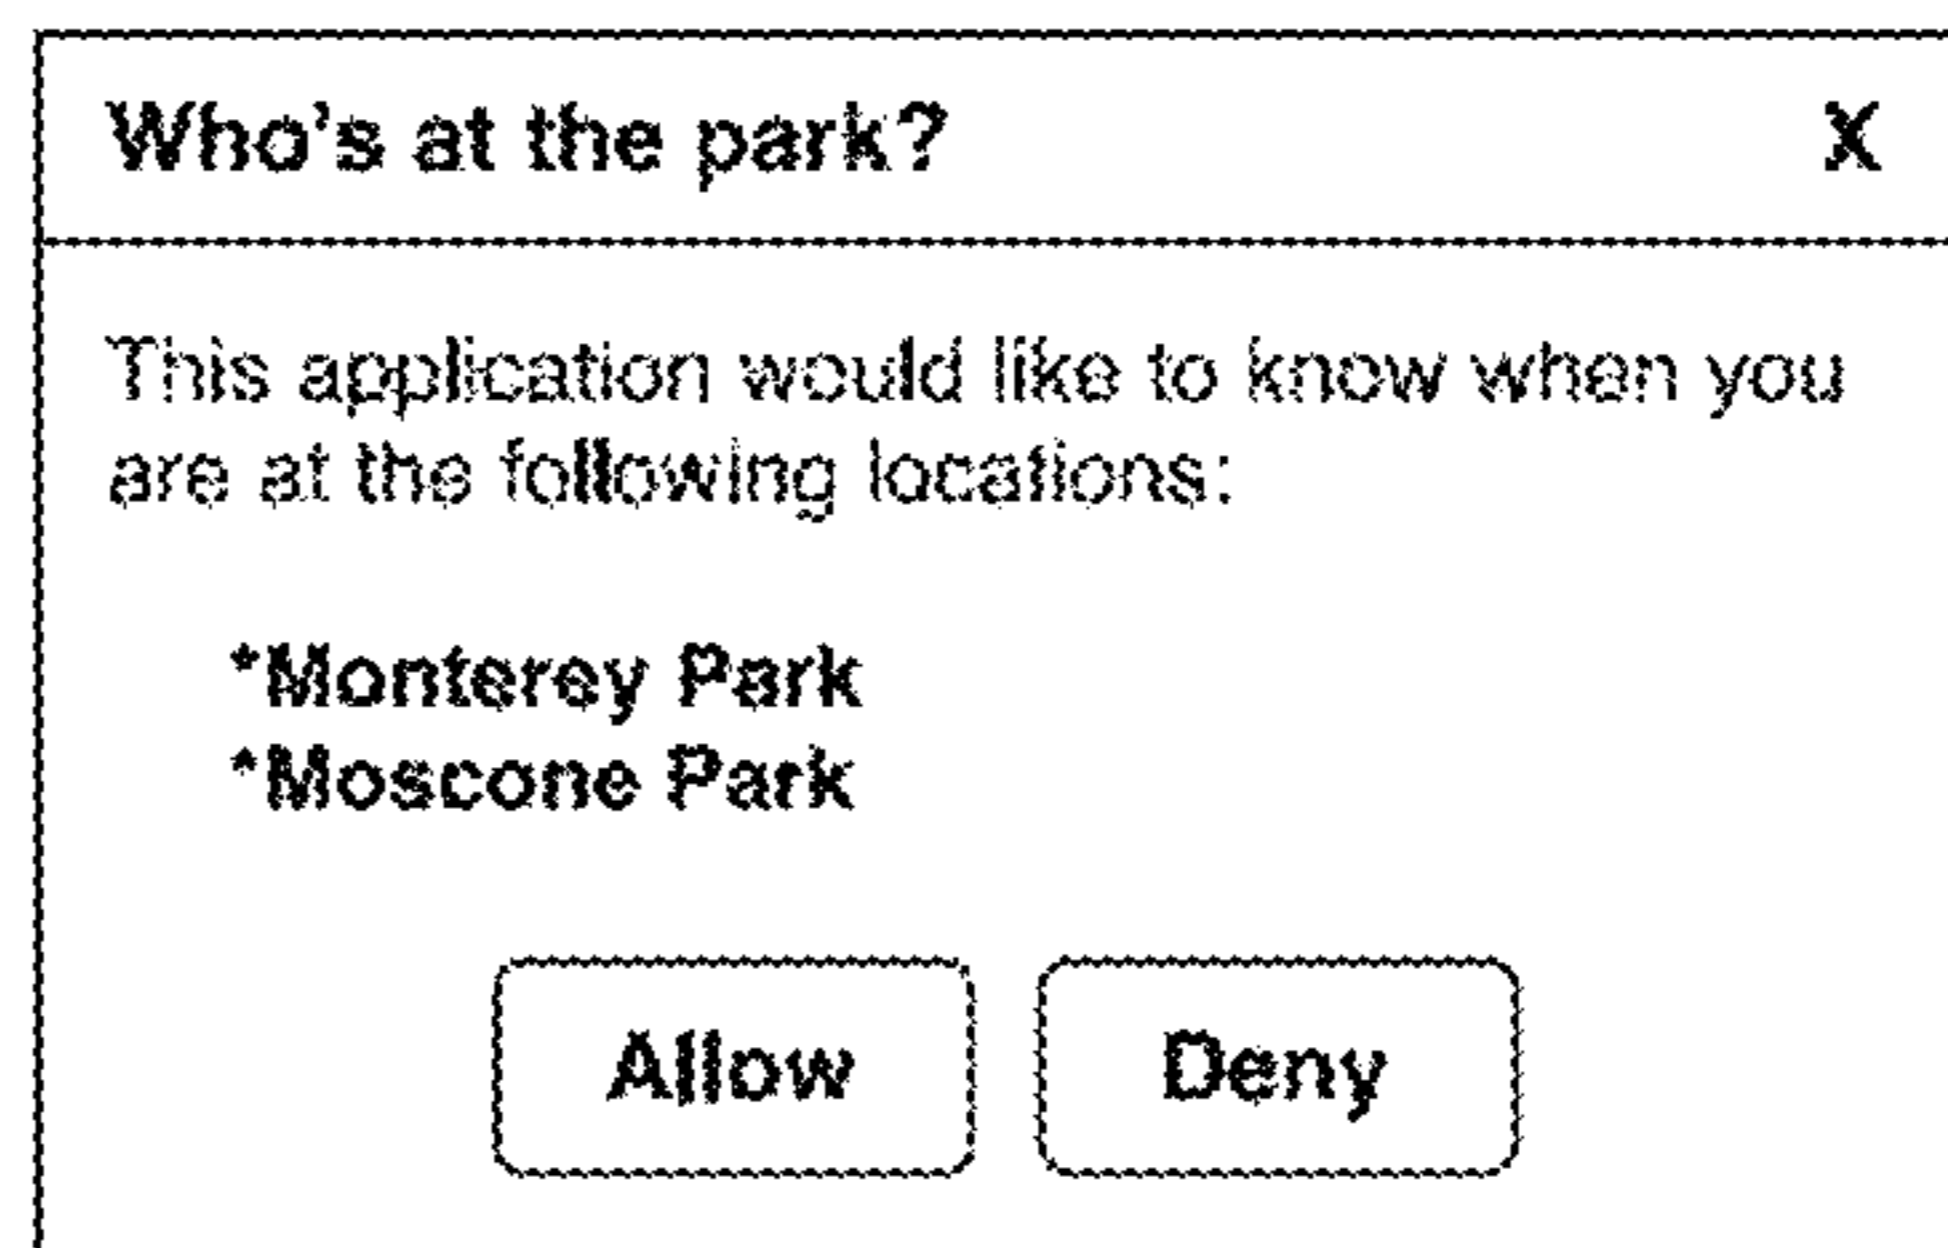 Who's at the park? X
This application would like to know when you
are at the following locations:
*Monterey Park
*Moscone Park
Allow Deny